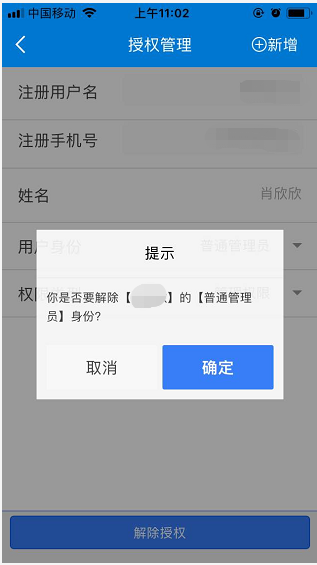 中国移动 上午11:02
授权管理 新增
注册用户名
注册手机号
姓名 肖欣欣
用户身份 普通管理员
提示
你是否要解除【 】的【普通管理
员】身份?
取消 确定
解除授权